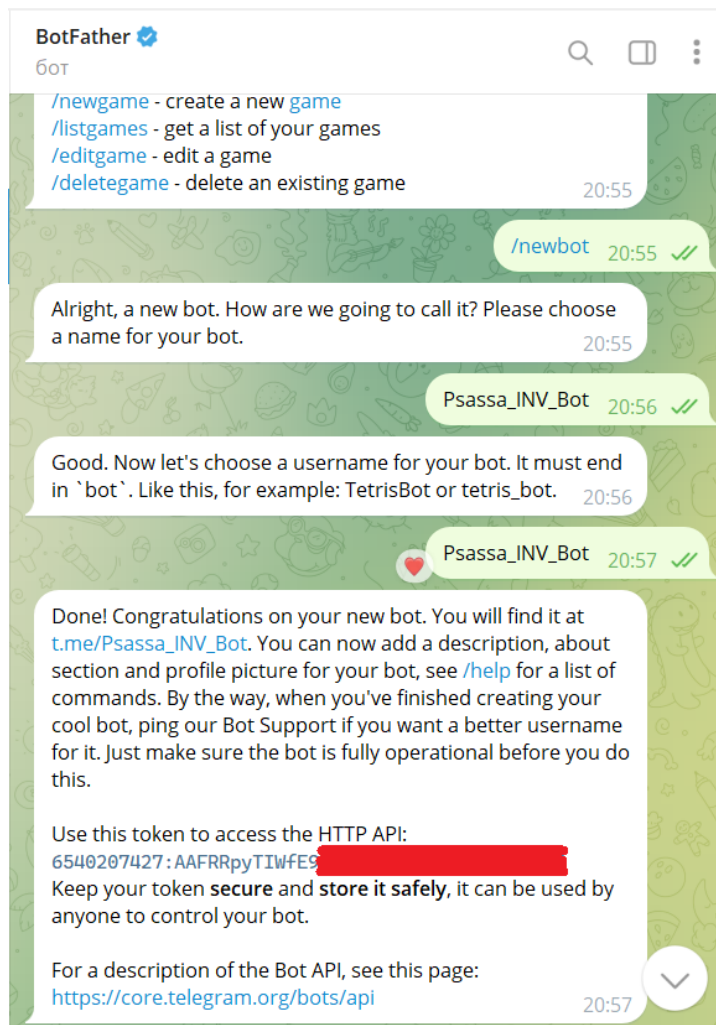 BotFather
бот
/newgame - create a new game
/listgames - get a list of your games
/editgame - edit a game
/deletegame - delete an existing game
20:55
/newbot 20:55
Alright, a new bot. How are we going to call it? Please choose
a name for your bot.
20:55
Psassa_INV_Bot 20:56
Good. Now let's choose a username for your bot. It must end
in `bot`. Like this, for example: TetrisBot or tetris_bot.
20:56
Psassa_INV_Bot 20:57
Done! Congratulations on your new bot. You will find it at
t.me/Psassa_INV_Bot. You can now add a description, about
section and profile picture for your bot, see /help for a list of
commands. By the way, when you've finished creating your
cool bot, ping our Bot Support if you want a better username
for it. Just make sure the bot is fully operational before you do
this.
Use this token to access the HTTP API:
6540207427:AAFRRpyTIWfE9
Keep your token secure and store it safely, it can be used by
anyone to control your bot.
For a description of the Bot API, see this page:
https://core.telegram.org/bots/api
20:57